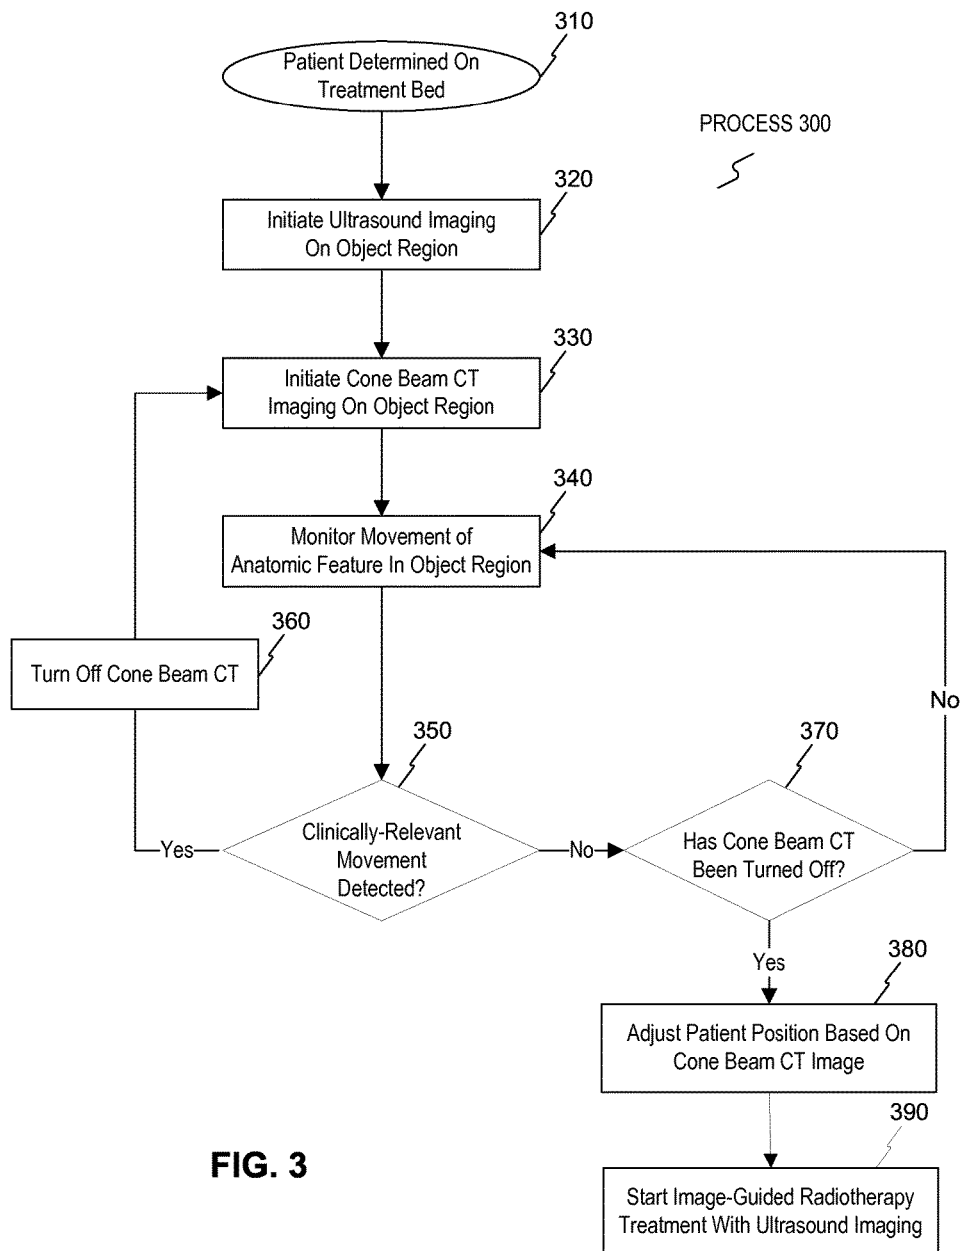 310
Patient Determined On
Treatment Bed
PROCESS 300
320
Initiate Ultrasound Imaging
On Object Region
330
Initiate Cone Beam CT
Imaging On Object Region
340
Monitor Movement of
Anatomic Feature In Object Region
360
Turn Off Cone Beam CT
No
350
370
Clinically-Relevant
Movement
Detected?
Yes
No
Has Cone Beam CT
Been Turned Off?
Yes
380
Adjust Patient Position Based On
Cone Beam CT Image
390
Start Image-Guided Radiotherapy
Treatment With Ultrasound Imaging
FIG. 3